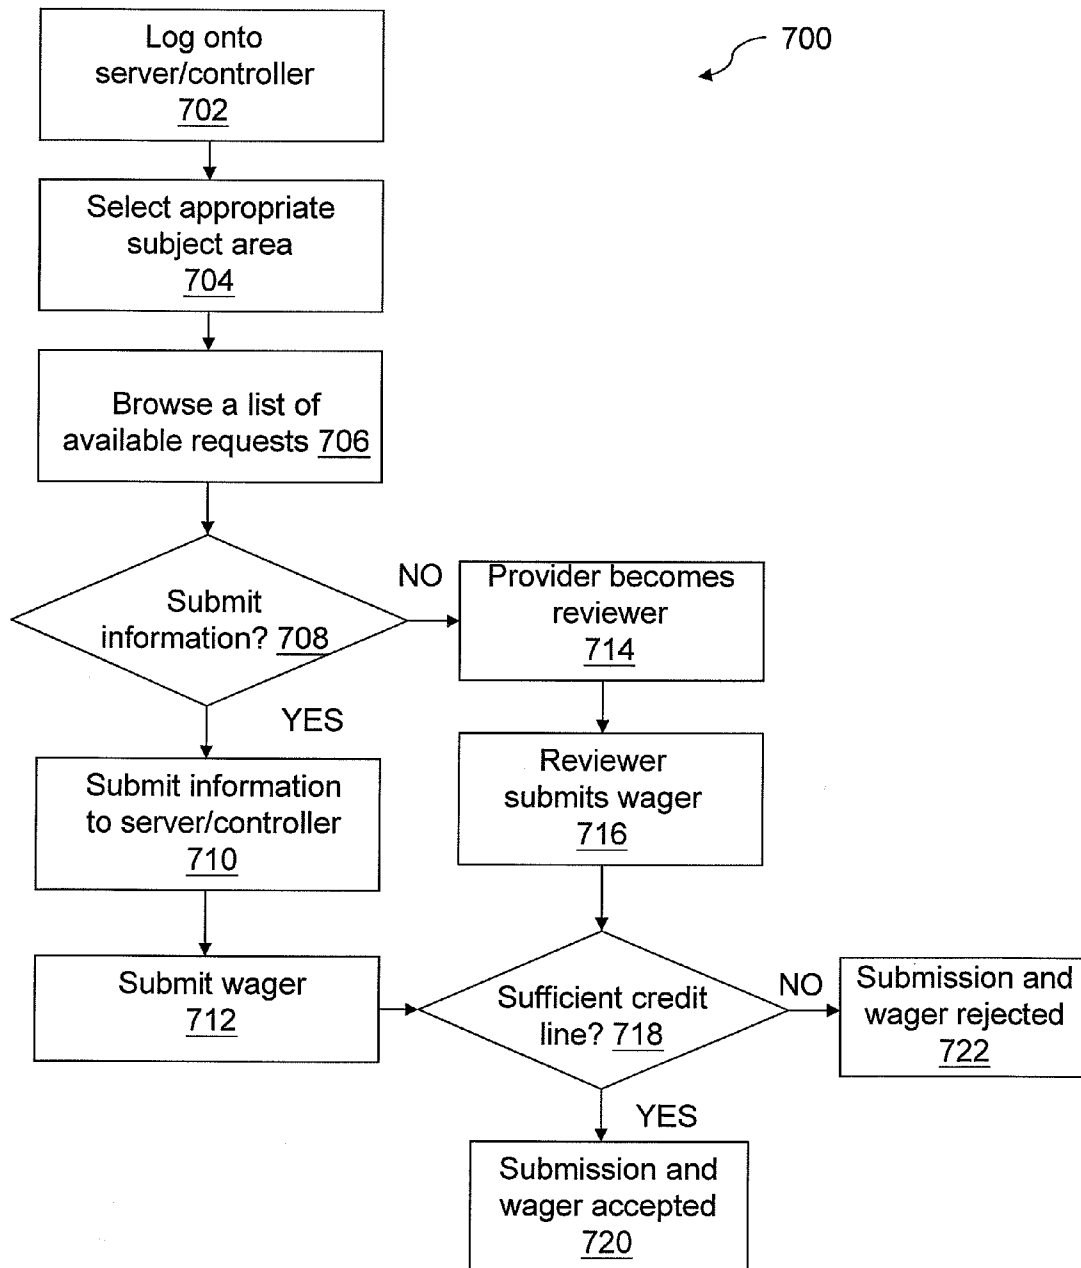 Log onto
server/controller
702
700
Select appropriate
subject area
704
Browse a list of
available requests 706
Submit
information? 708
NO
YES
Provider becomes
reviewer
714
Submit information
to server/controller
710
Reviewer
submits wager
716
Submit wager
712
Sufficient credit
line? 718
NO
YES
Submission and
wager rejected
722
Submission and
wager accepted
720